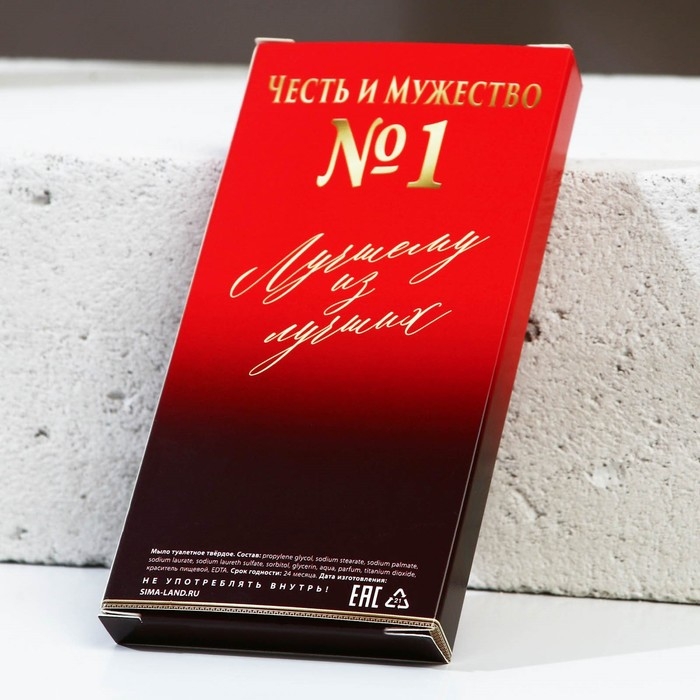 Честь и Мужество
№1
Лучшему
из
лучших
Мыло туалетное твёрдое. Состав: propylene glycol, sodium stearate, sodium palmate,
sodium laurate, sodium laureth sulfate, sorbitol, glycerin, aqua, parfum, titanium dioxide,
краситель пищевой, EDTA. Срок годности: 24 месяца. Дата изготовления:
НЕ УПОТРЕБЛЯТЬ ВНУТРЬ!
SIMA-LAND.RU
EAC
21